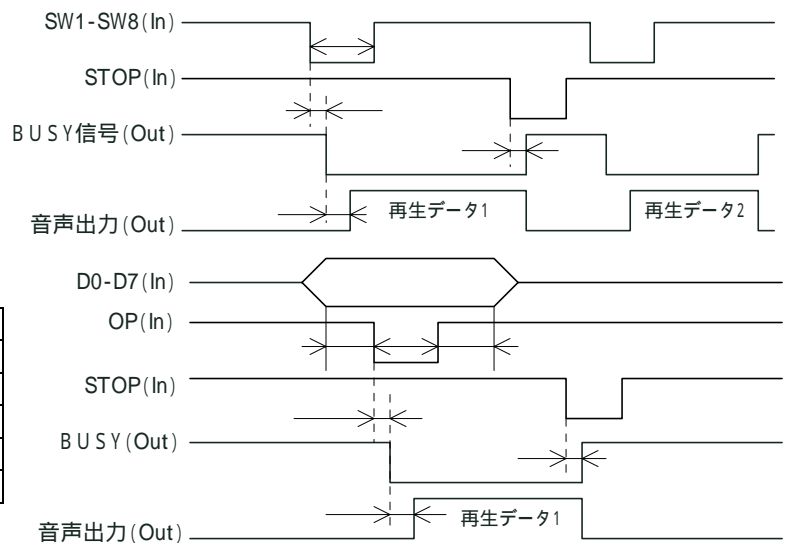 SW1-SW8(In)
STOP(In)
BUSY信号(Out)
音声出力(Out)
再生データ1
再生データ2
D0-D7(In)
OP(In)
STOP(In)
BUSY(Out)
音声出力(Out)
再生データ1